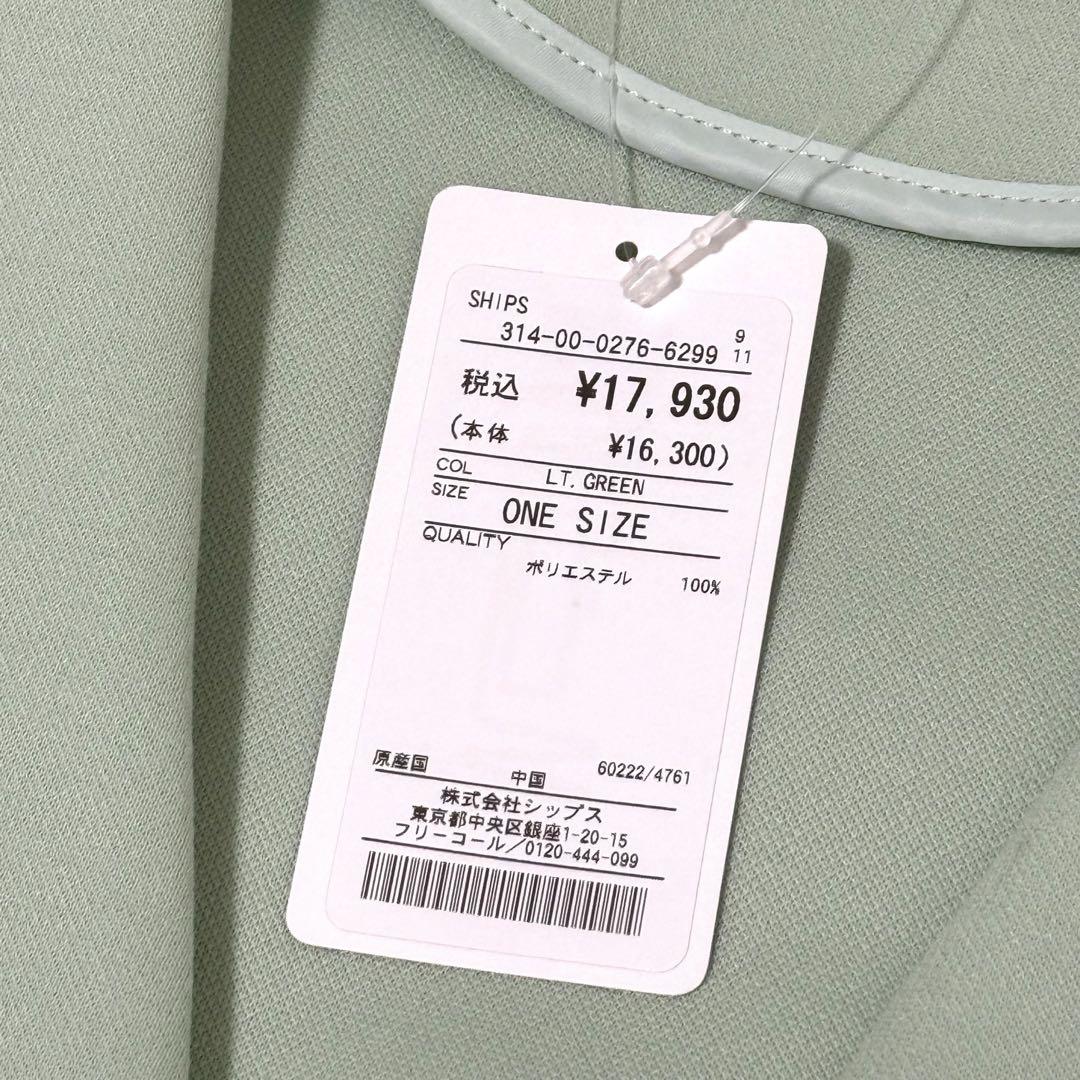 SHIPS
314-00-0276-6299 9 11
税込 ¥17,930
(本体 ¥16,300)
COL LT. GREEN
SIZE ONE SIZE
QUALITY
ポリエステル 100%
原産国 中国 60222/4761
株式会社シップス
東京都中央区銀座1-20-15
フリーコール/0120-444-099